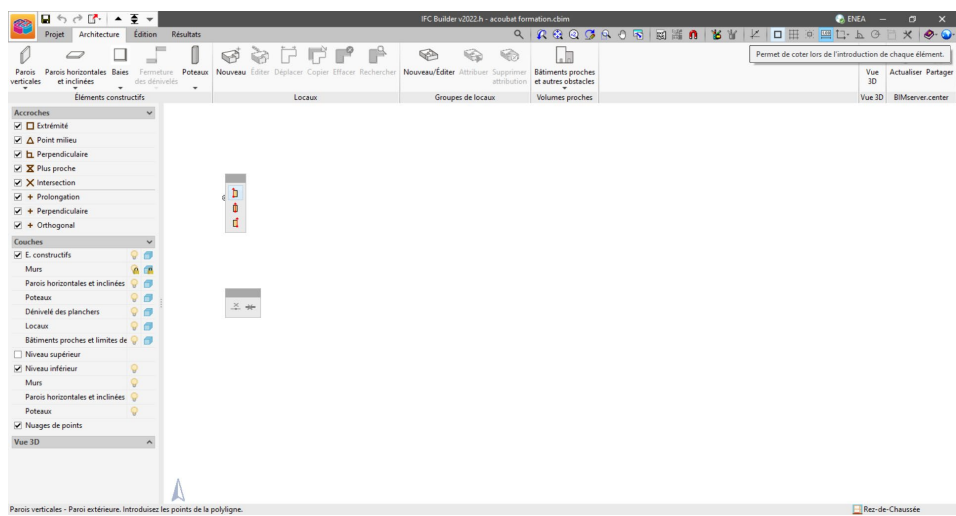 IFC Builder v2022.h - acoubat formation.cbim
ENEA
Projet Architecture Édition Résultats
Permet de coter lors de l'introduction de chaque élément.
Parois verticales
Parois horizontales et inclinées
Baies
Fermeture des dénivelés
Poteaux
Nouveau Éditer Déplacer Copier Effacer Rechercher
Nouveau/Éditer Attribuer Supprimer attribution
Bâtiments proches et autres obstacles
Vue 3D
Actualiser Partager
Éléments constructifs
Locaux
Groupes de locaux
Volumes proches
Vue 3D
BIMserver.center
Accroches
Extrémité
Point milieu
Perpendiculaire
Plus proche
Intersection
Prolongation
Perpendiculaire
Orthogonal
Couches
E. constructifs
Murs
Parois horizontales et inclinées
Poteaux
Dénivelé des planchers
Locaux
Bâtiments proches et limites de
Niveau supérieur
Niveau inférieur
Murs
Parois horizontales et inclinées
Poteaux
Nuages de points
Vue 3D
Parois verticales - Paroi extérieure. Introduisez les points de la polyligne.
Rez-de-Chaussée